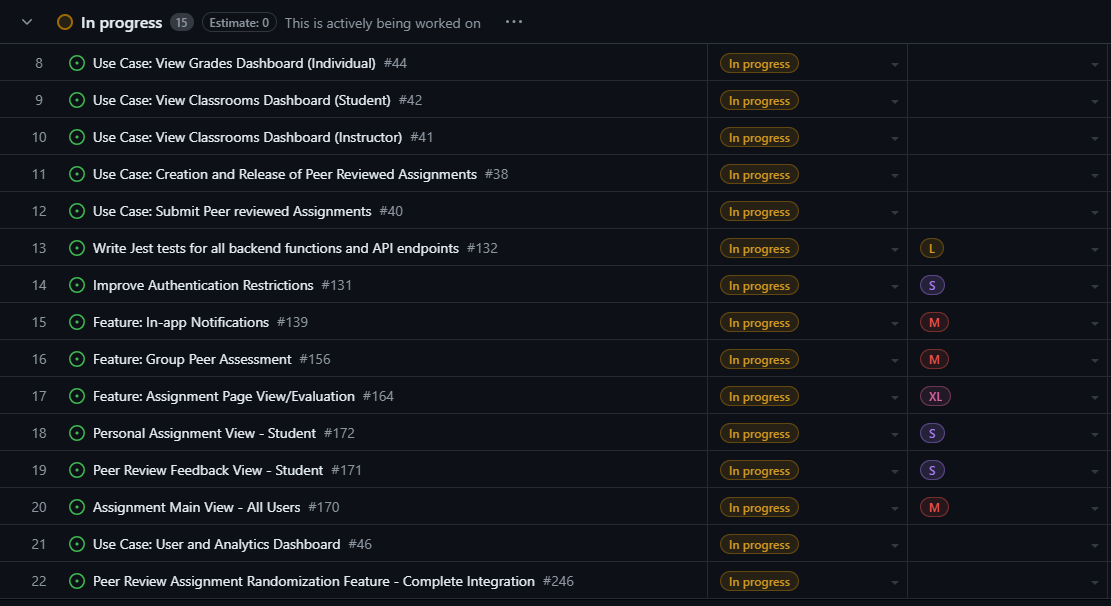 In progress 15 Estimate: 0 This is actively being worked on ...
8 Use Case: View Grades Dashboard (Individual) #44 In progress
9 Use Case: View Classrooms Dashboard (Student) #42 In progress
10 Use Case: View Classrooms Dashboard (Instructor) #41 In progress
11 Use Case: Creation and Release of Peer Reviewed Assignments #38 In progress
12 Use Case: Submit Peer reviewed Assignments #40 In progress
13 Write Jest tests for all backend functions and API endpoints #132 In progress L
14 Improve Authentication Restrictions #131 In progress S
15 Feature: In-app Notifications #139 In progress M
16 Feature: Group Peer Assessment #156 In progress M
17 Feature: Assignment Page View/Evaluation #164 In progress XL
18 Personal Assignment View - Student #172 In progress S
19 Peer Review Feedback View - Student #171 In progress S
20 Assignment Main View - All Users #170 In progress M
21 Use Case: User and Analytics Dashboard #46 In progress
22 Peer Review Assignment Randomization Feature - Complete Integration #246 In progress